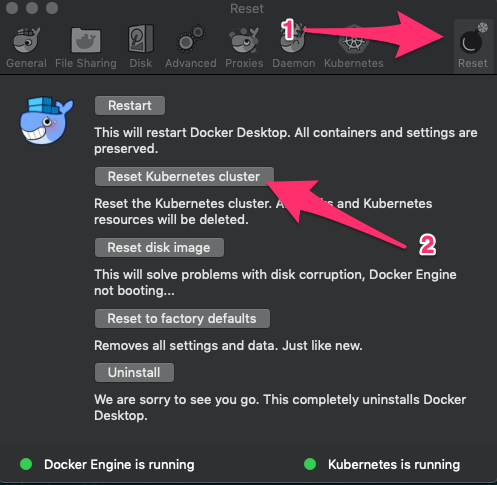 Reset
1
General
File Sharing
Disk
Advanced
Proxies
Daemon
Kubernetes
Reset
Restart
This will restart Docker Desktop. All containers and settings are
preserved.
Reset Kubernetes cluster
Reset the Kubernetes cluster. and Kubernetes
resources will be deleted.
2
Reset disk image
This will solve problems with disk corruption, Docker Engine
not booting...
Reset to factory defaults
Removes all settings and data. Just like new.
Uninstall
We are sorry to see you go. This completely uninstalls Docker
Desktop.
Docker Engine is running
Kubernetes is running